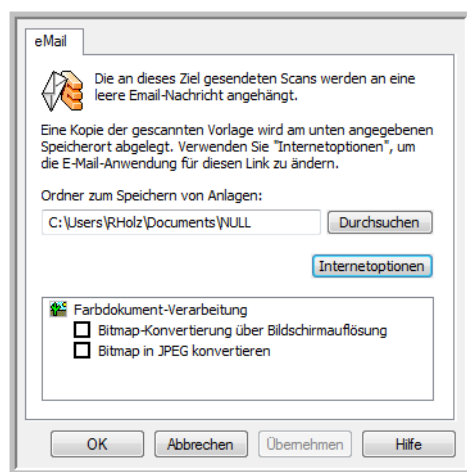 eMail
Die an dieses Ziel gesendeten Scans werden an eine
leere Email-Nachricht angehängt.
Eine Kopie der gescannten Vorlage wird am unten angegebenen
Speicherort abgelegt. Verwenden Sie "Internetoptionen", um
die E-Mail-Anwendung für diesen Link zu ändern.
Ordner zum Speichern von Anlagen:
C:\Users\RHolz\Documents\NULL Durchsuchen
Internetoptionen
Farbdokument-Verarbeitung
Bitmap-Konvertierung über Bildschirmauflösung
Bitmap in JPEG konvertieren
OK Abbrechen Übernehmen Hilfe